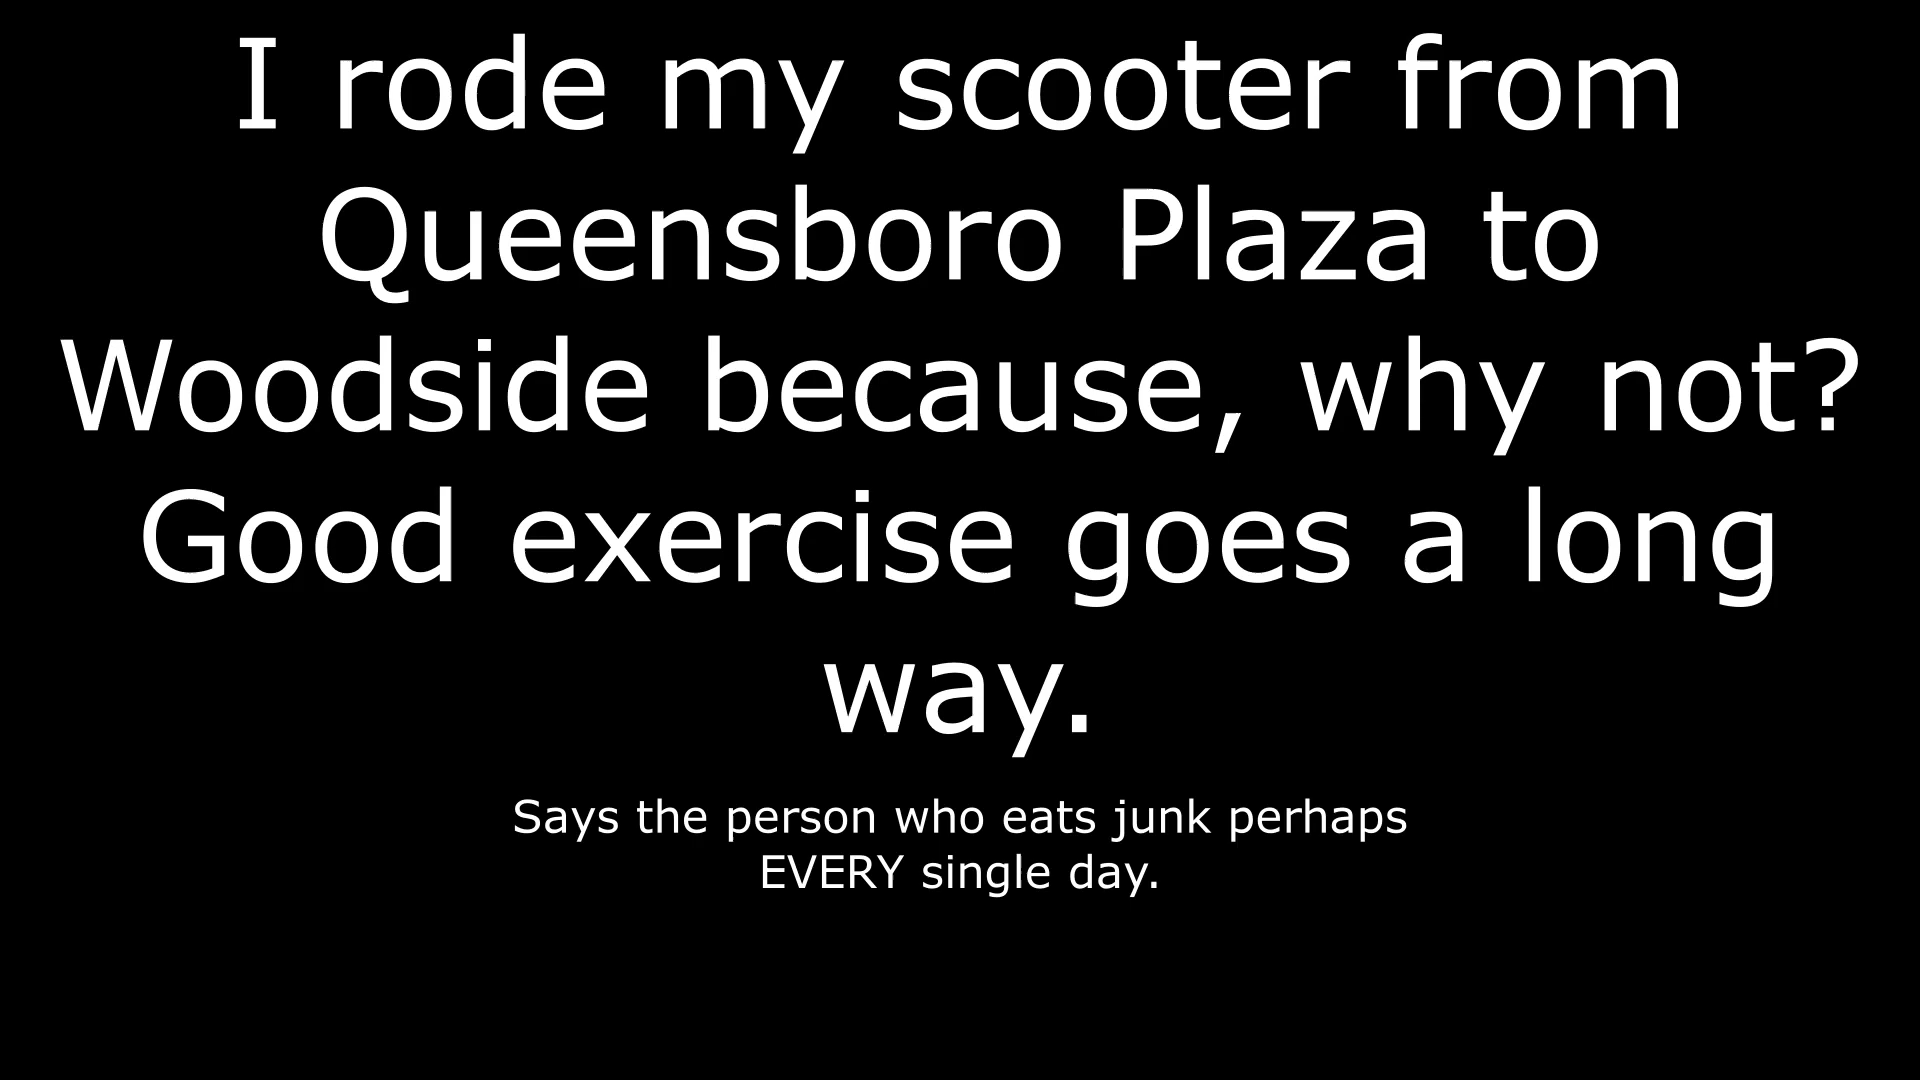 I rode my scooter from
Queensboro Plaza to
Woodside because, why not?
Good exercise goes a long
way.
Says the person who eats junk perhaps
EVERY single day.